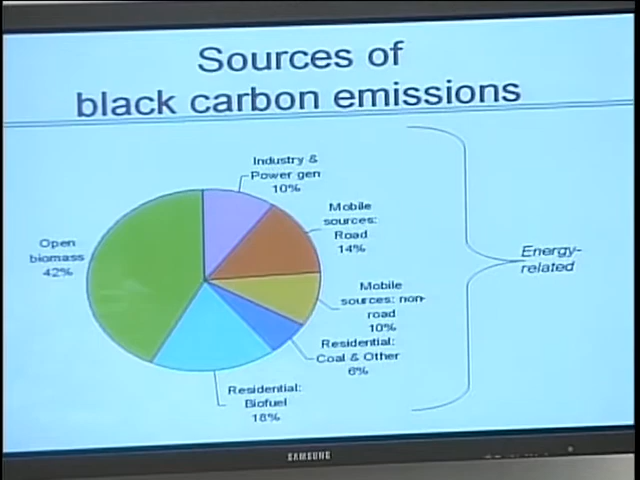 Sources of
black carbon emissions
Industry &
Power gen
10%
Mobile
sources:
Road
14%
Open
biomass
42%
Energy-
related
Mobile
sources: non-
road
10%
Residential:
Coal & Other
6%
Residential:
Biofuel
18%
SAMSUNG